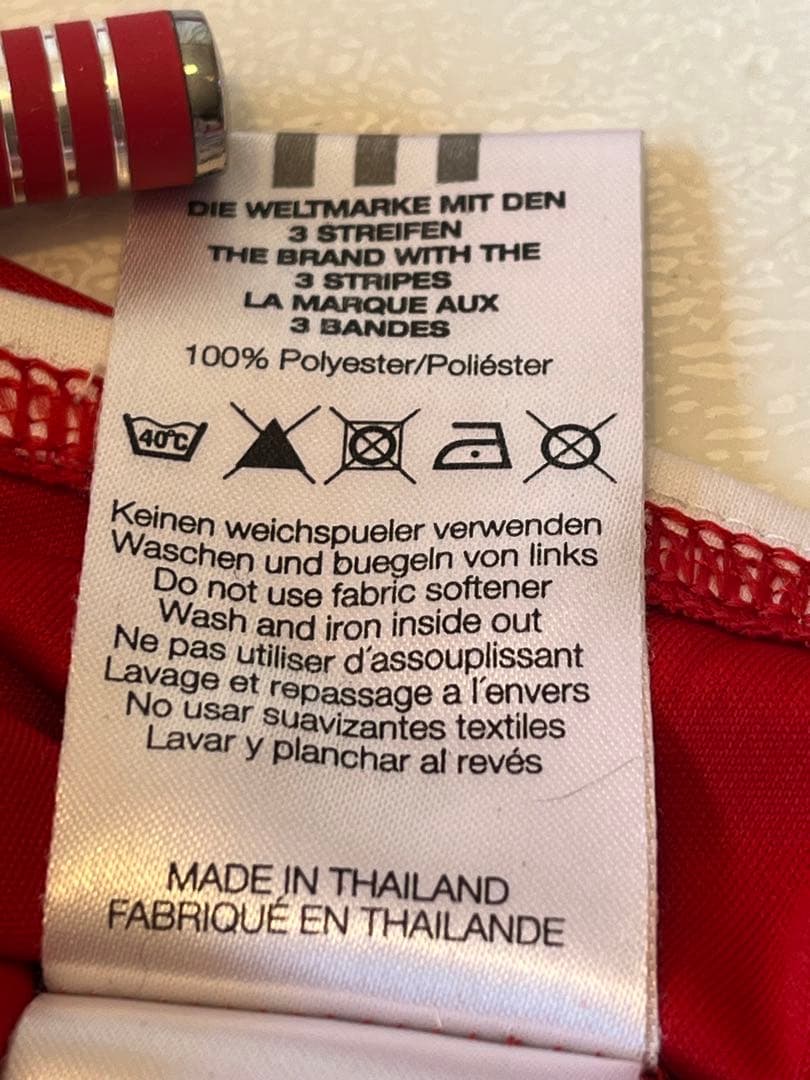 DIE WELTMARKE MIT DEN
3 STREIFEN
THE BRAND WITH THE
3 STRIPES
LA MARQUE AUX
3 BANDES
100% Polyester/Poliéster
40°C
Keinen weichspueler verwenden
Waschen und buegeln von links
Do not use fabric softener
Wash and iron inside out
Ne pas utiliser d'assouplissant
Lavage et repassage a l'envers
No usar suavizantes textiles
Lavar y planchar al revés
MADE IN THAILAND
FABRIQUÉ EN THAILANDE